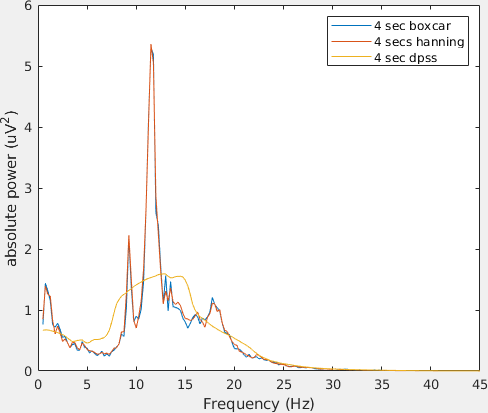 6
5
4
3
2
1
0
absolute power (uV2)
4 sec boxcar
4 secs hanning
4 sec dpss
0 5 10 15 20 25 30 35 40 45
Frequency (Hz)